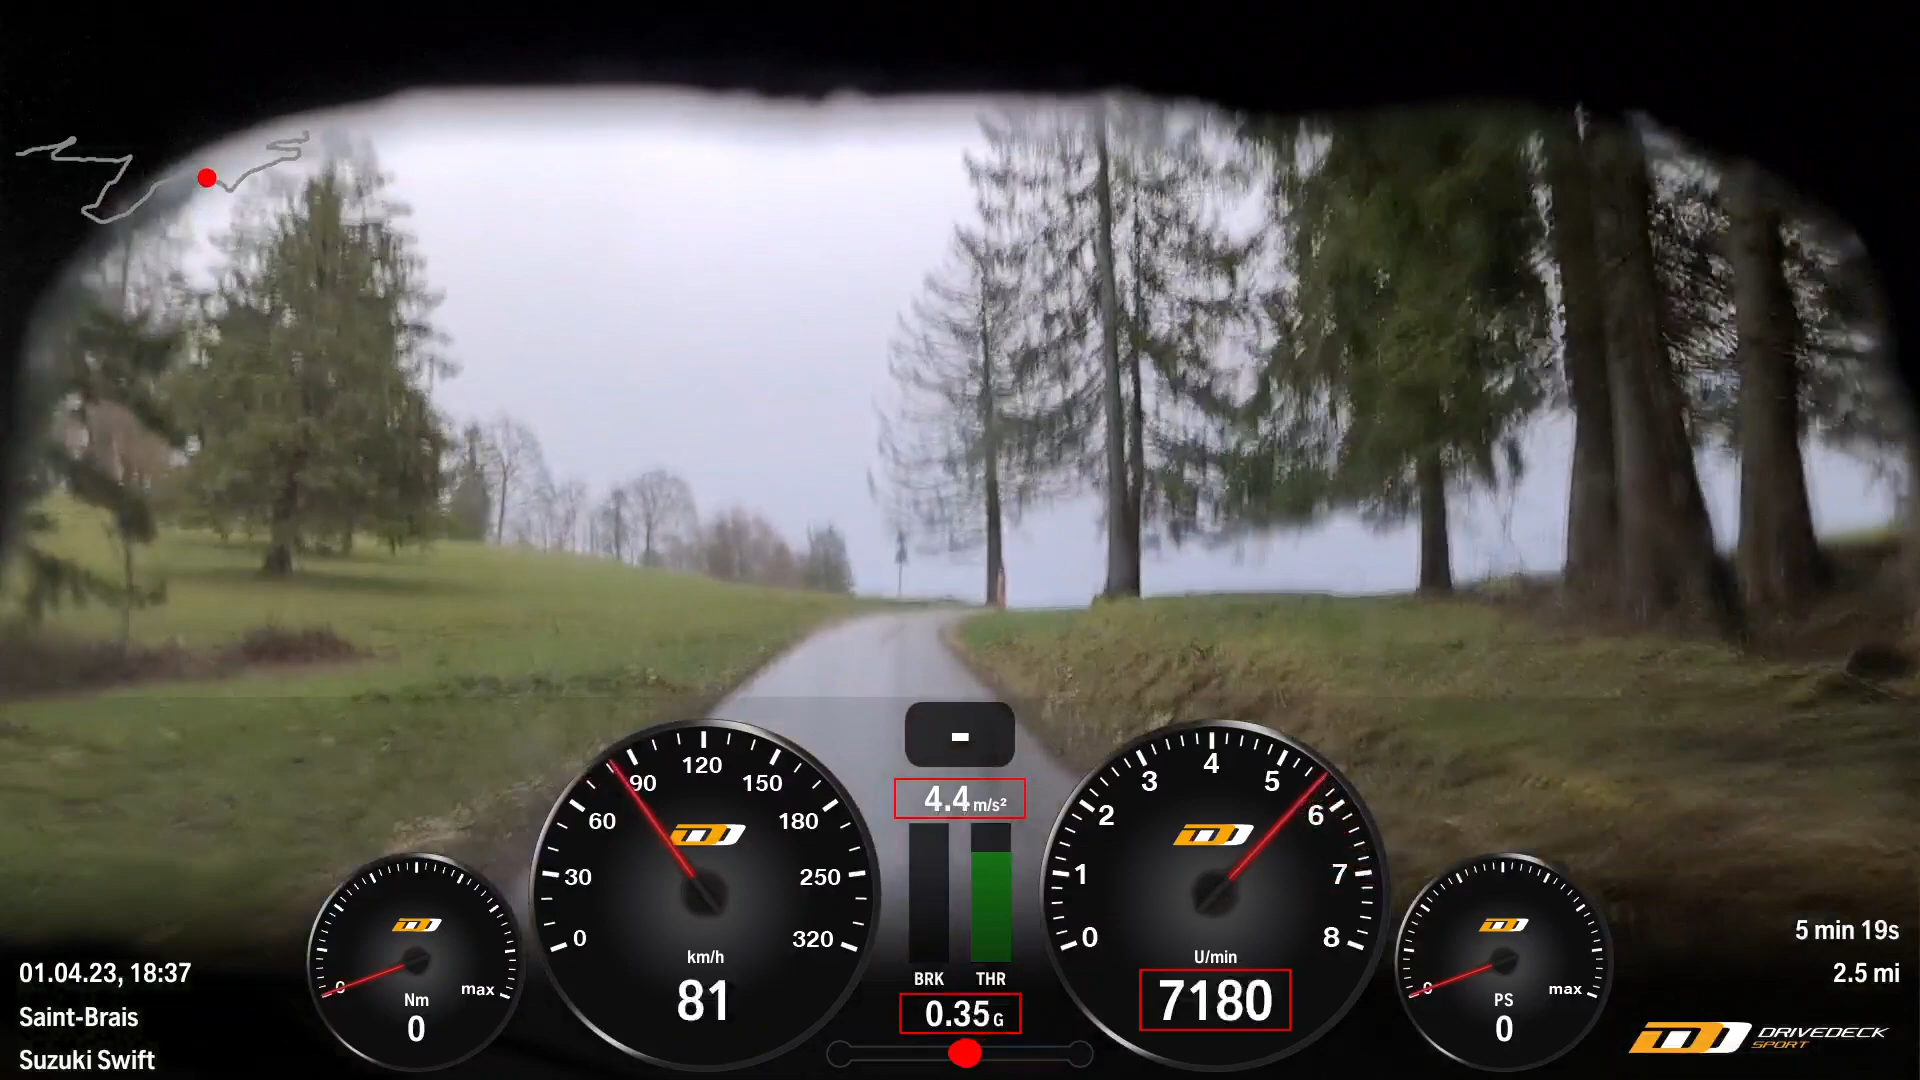 -
4.4 m/s²
BRK THR
0.35 G
0 30 60 90 120 150 180 250 320
km/h
81
0 1 2 3 4 5 6 7 8
U/min
7180
0 max
Nm
0
0 max
PS
0
01.04.23, 18:37
Saint-Brais
Suzuki Swift
5 min 19s
2.5 mi
DRIVEDECK
SPORT